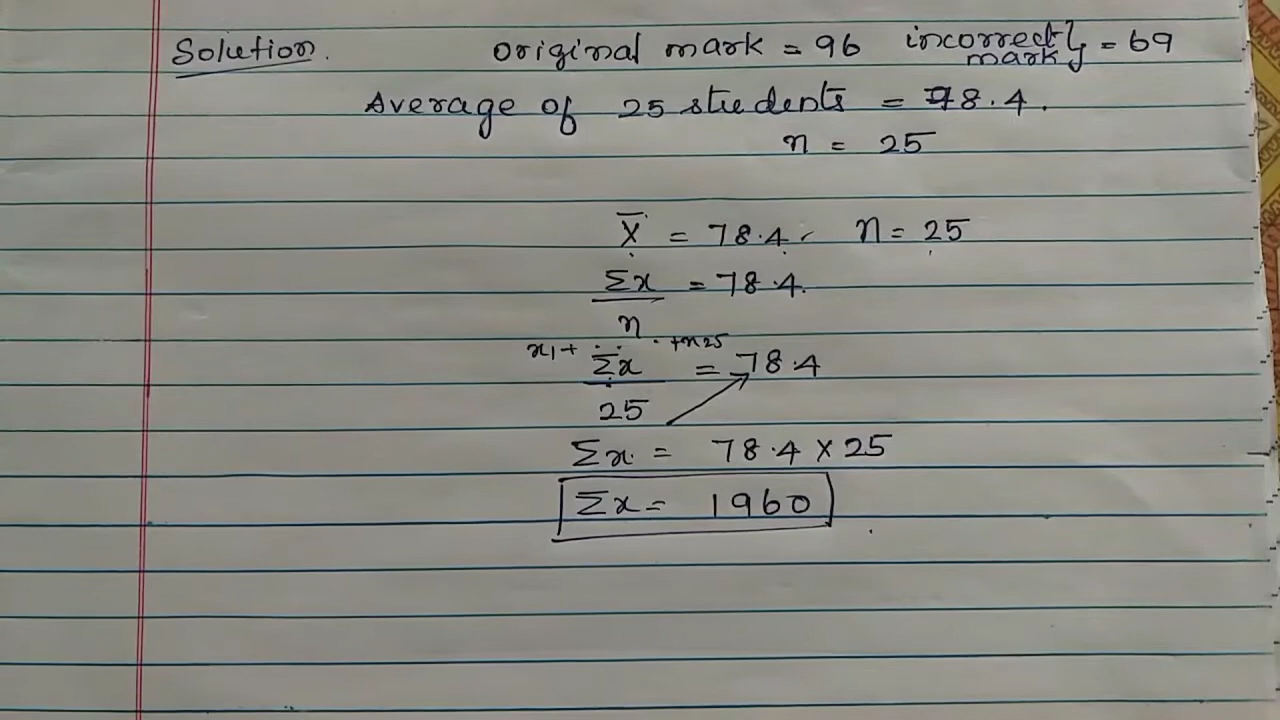 Solution. Original mark = 96 incorrect mark } = 69
Average of 25 students = 78.4.
n = 25
X̅ = 78.4 n = 25
Σx = 78.4.
n
x1+ . . . +x25
Σx = 78.4
25
Σx = 78.4 x 25
Σx = 1960